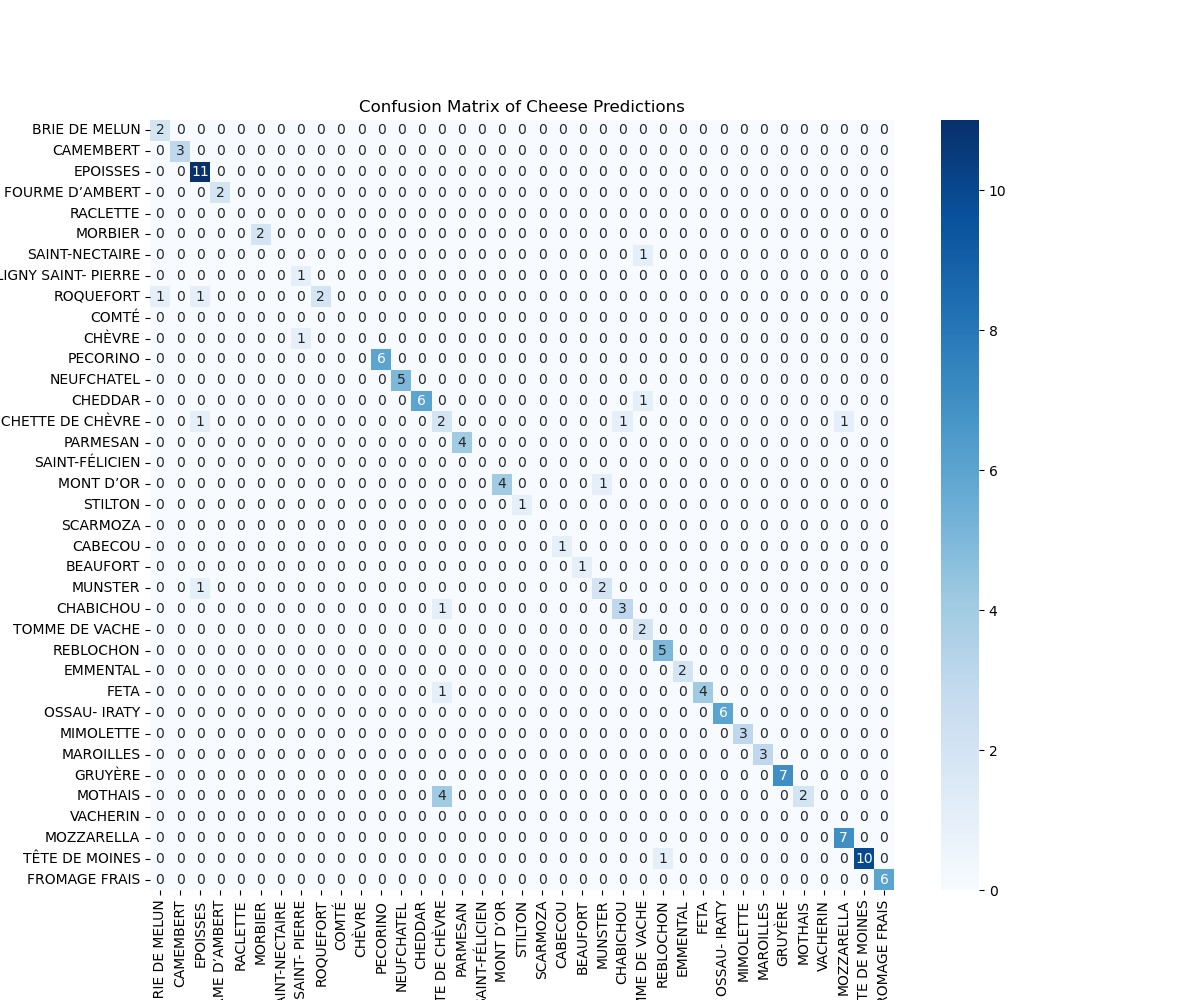 Confusion Matrix of Cheese Predictions
BRIE DE MELUN 2 0 0 0 0 0 0 0 0 0 0 0 0 0 0 0 0 0 0 0 0 0 0 0 0 0 0 0 0 0 0 0 0 0 0 0 0
CAMEMBERT 0 3 0 0 0 0 0 0 0 0 0 0 0 0 0 0 0 0 0 0 0 0 0 0 0 0 0 0 0 0 0 0 0 0 0 0 0
EPOISSES 0 0 11 0 0 0 0 0 0 0 0 0 0 0 0 0 0 0 0 0 0 0 0 0 0 0 0 0 0 0 0 0 0 0 0 0 0
FOURME D’AMBERT 0 0 0 2 0 0 0 0 0 0 0 0 0 0 0 0 0 0 0 0 0 0 0 0 0 0 0 0 0 0 0 0 0 0 0 0 0
RACLETTE 0 0 0 0 0 0 0 0 0 0 0 0 0 0 0 0 0 0 0 0 0 0 0 0 0 0 0 0 0 0 0 0 0 0 0 0 0
MORBIER 0 0 0 0 0 2 0 0 0 0 0 0 0 0 0 0 0 0 0 0 0 0 0 0 0 0 0 0 0 0 0 0 0 0 0 0 0
SAINT-NECTAIRE 0 0 0 0 0 0 0 0 0 0 0 0 0 0 0 0 0 0 0 0 0 0 0 0 1 0 0 0 0 0 0 0 0 0 0 0 0
LIGNY SAINT- PIERRE 0 0 0 0 0 0 0 1 0 0 0 0 0 0 0 0 0 0 0 0 0 0 0 0 0 0 0 0 0 0 0 0 0 0 0 0 0
ROQUEFORT 1 0 1 0 0 0 0 0 2 0 0 0 0 0 0 0 0 0 0 0 0 0 0 0 0 0 0 0 0 0 0 0 0 0 0 0 0
COMTÉ 0 0 0 0 0 0 0 0 0 0 0 0 0 0 0 0 0 0 0 0 0 0 0 0 0 0 0 0 0 0 0 0 0 0 0 0 0
CHÈVRE 0 0 0 0 0 0 0 1 0 0 0 0 0 0 0 0 0 0 0 0 0 0 0 0 0 0 0 0 0 0 0 0 0 0 0 0 0
PECORINO 0 0 0 0 0 0 0 0 0 0 0 6 0 0 0 0 0 0 0 0 0 0 0 0 0 0 0 0 0 0 0 0 0 0 0 0 0
NEUFCHATEL 0 0 0 0 0 0 0 0 0 0 0 0 5 0 0 0 0 0 0 0 0 0 0 0 0 0 0 0 0 0 0 0 0 0 0 0 0
CHEDDAR 0 0 0 0 0 0 0 0 0 0 0 0 0 6 0 0 0 0 0 0 0 0 0 0 1 0 0 0 0 0 0 0 0 0 0 0 0
CHETTE DE CHÈVRE 0 0 1 0 0 0 0 0 0 0 0 0 0 0 2 0 0 0 0 0 0 0 0 1 0 0 0 0 0 0 0 0 0 0 1 0 0
PARMESAN 0 0 0 0 0 0 0 0 0 0 0 0 0 0 0 4 0 0 0 0 0 0 0 0 0 0 0 0 0 0 0 0 0 0 0 0 0
SAINT-FÉLICIEN 0 0 0 0 0 0 0 0 0 0 0 0 0 0 0 0 0 0 0 0 0 0 0 0 0 0 0 0 0 0 0 0 0 0 0 0 0
MONT D’OR 0 0 0 0 0 0 0 0 0 0 0 0 0 0 0 0 0 4 0 0 0 0 1 0 0 0 0 0 0 0 0 0 0 0 0 0 0
STILTON 0 0 0 0 0 0 0 0 0 0 0 0 0 0 0 0 0 0 1 0 0 0 0 0 0 0 0 0 0 0 0 0 0 0 0 0 0
SCARMOZA 0 0 0 0 0 0 0 0 0 0 0 0 0 0 0 0 0 0 0 0 0 0 0 0 0 0 0 0 0 0 0 0 0 0 0 0 0
CABECOU 0 0 0 0 0 0 0 0 0 0 0 0 0 0 0 0 0 0 0 0 1 0 0 0 0 0 0 0 0 0 0 0 0 0 0 0 0
BEAUFORT 0 0 0 0 0 0 0 0 0 0 0 0 0 0 0 0 0 0 0 0 0 1 0 0 0 0 0 0 0 0 0 0 0 0 0 0 0
MUNSTER 0 0 1 0 0 0 0 0 0 0 0 0 0 0 0 0 0 0 0 0 0 0 2 0 0 0 0 0 0 0 0 0 0 0 0 0 0
CHABICHOU 0 0 0 0 0 0 0 0 0 0 0 0 0 0 1 0 0 0 0 0 0 0 0 3 0 0 0 0 0 0 0 0 0 0 0 0 0
TOMME DE VACHE 0 0 0 0 0 0 0 0 0 0 0 0 0 0 0 0 0 0 0 0 0 0 0 0 2 0 0 0 0 0 0 0 0 0 0 0 0
REBLOCHON 0 0 0 0 0 0 0 0 0 0 0 0 0 0 0 0 0 0 0 0 0 0 0 0 0 5 0 0 0 0 0 0 0 0 0 0 0
EMMENTAL 0 0 0 0 0 0 0 0 0 0 0 0 0 0 0 0 0 0 0 0 0 0 0 0 0 0 2 0 0 0 0 0 0 0 0 0 0
FETA 0 0 0 0 0 0 0 0 0 0 0 0 0 0 1 0 0 0 0 0 0 0 0 0 0 0 0 4 0 0 0 0 0 0 0 0 0
OSSAU- IRATY 0 0 0 0 0 0 0 0 0 0 0 0 0 0 0 0 0 0 0 0 0 0 0 0 0 0 0 0 6 0 0 0 0 0 0 0 0
MIMOLETTE 0 0 0 0 0 0 0 0 0 0 0 0 0 0 0 0 0 0 0 0 0 0 0 0 0 0 0 0 0 3 0 0 0 0 0 0 0
MAROILLES 0 0 0 0 0 0 0 0 0 0 0 0 0 0 0 0 0 0 0 0 0 0 0 0 0 0 0 0 0 0 3 0 0 0 0 0 0
GRUYÈRE 0 0 0 0 0 0 0 0 0 0 0 0 0 0 0 0 0 0 0 0 0 0 0 0 0 0 0 0 0 0 0 7 0 0 0 0 0
MOTHAIS 0 0 0 0 0 0 0 0 0 0 0 0 0 0 4 0 0 0 0 0 0 0 0 0 0 0 0 0 0 0 0 0 2 0 0 0 0
VACHERIN 0 0 0 0 0 0 0 0 0 0 0 0 0 0 0 0 0 0 0 0 0 0 0 0 0 0 0 0 0 0 0 0 0 0 0 0 0
MOZZARELLA 0 0 0 0 0 0 0 0 0 0 0 0 0 0 0 0 0 0 0 0 0 0 0 0 0 0 0 0 0 0 0 0 0 0 7 0 0
TÊTE DE MOINES 0 0 0 0 0 0 0 0 0 0 0 0 0 0 0 0 0 0 0 0 0 0 0 0 0 1 0 0 0 0 0 0 0 0 0 10 0
FROMAGE FRAIS 0 0 0 0 0 0 0 0 0 0 0 0 0 0 0 0 0 0 0 0 0 0 0 0 0 0 0 0 0 0 0 0 0 0 0 0 6
RIE DE MELUN
CAMEMBERT
EPOISSES
ME D’AMBERT
RACLETTE
MORBIER
AINT-NECTAIRE
SAINT- PIERRE
ROQUEFORT
COMTÉ
CHÈVRE
PECORINO
NEUFCHATEL
CHEDDAR
TE DE CHÈVRE
PARMESAN
SAINT-FÉLICIEN
MONT D’OR
STILTON
SCARMOZA
CABECOU
BEAUFORT
MUNSTER
CHABICHOU
MME DE VACHE
REBLOCHON
EMMENTAL
FETA
OSSAU- IRATY
MIMOLETTE
MAROILLES
GRUYÈRE
MOTHAIS
VACHERIN
MOZZARELLA
TE DE MOINES
ROMAGE FRAIS
10
8
6
4
2
0